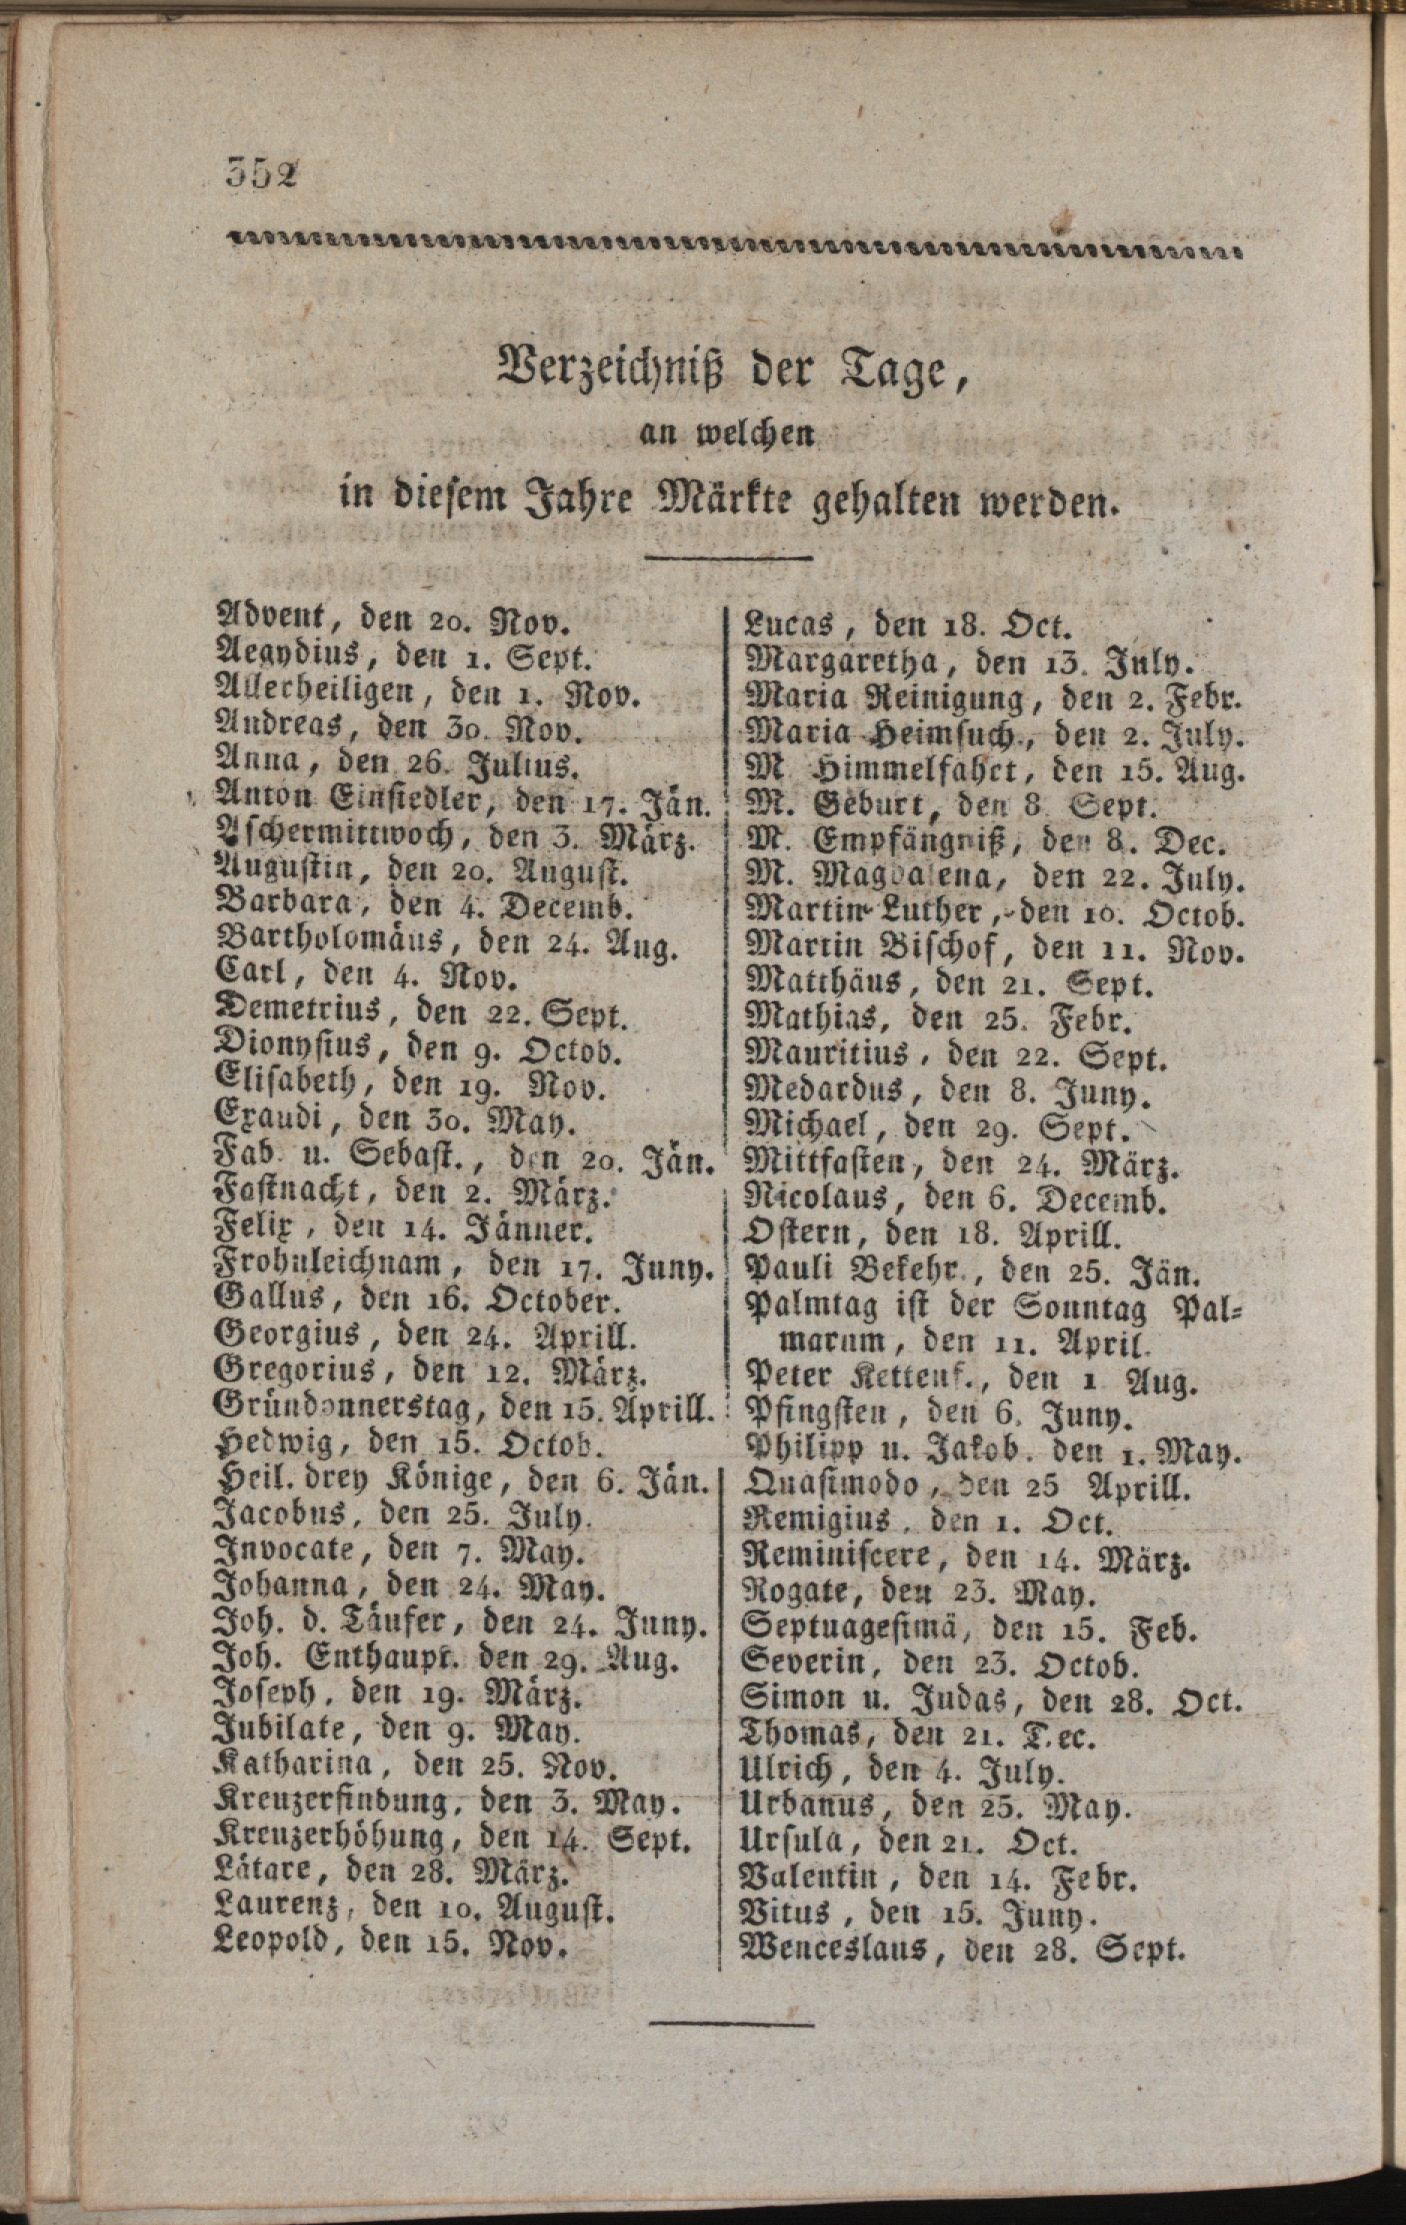 352
Verzeichniß der Tage,
an welchen
in diesem Jahre Märkte gehalten werden.
Advent, den 20. Nov.
Aegydius, den 1. Sept.
Allerheiligen, den 1. Nov.
Andreas, den 30. Nov.
Anna, den 26. Julius.
Anton Einsiedler, den 17. Jän.
Aschermittwoch, den 3. März.
Augustin, den 20. August.
Barbara, den 4. Decemb.
Bartholomäus, den 24. Aug.
Carl, den 4. Nov.
Demetrius, den 22. Sept.
Dionysius, den 9. Octob.
Elisabeth, den 19. Nov.
Exaudi, den 30. May.
Fab. u. Sebast., den 20. Jän.
Fastnacht, den 2. März.
Felix, den 14. Jänner.
Frohnleichnam, den 17. Juny.
Gallus, den 16. October.
Georgius, den 24. Aprill.
Gregorius, den 12. März.
Gründonnerstag, den 15. Aprill.
Hedwig, den 15. Octob.
Heil. drey Könige, den 6. Jän.
Jacobus, den 25. July.
Invocate, den 7. May.
Johanna, den 24. May.
Joh. d. Täufer, den 24. Juny.
Joh. Enthaupt. den 29. Aug.
Joseph, den 19. März.
Jubilate, den 9. May.
Katharina, den 25. Nov.
Kreuzerfindung, den 3. May.
Kreuzerhöhung, den 14. Sept.
Lätare, den 28. März.
Laurenz, den 10. August.
Leopold, den 15. Nov.
Lucas, den 18. Oct.
Margaretha, den 13. July.
Maria Reinigung, den 2. Febr.
Maria Heimsuch., den 2. July.
M. Himmelfahrt, den 15. Aug.
M. Geburt, den 8. Sept.
M. Empfängniß, den 8. Dec.
M. Magdalena, den 22. July.
Martin Luther, den 10. Octob.
Martin Bischof, den 11. Nov.
Matthäus, den 21. Sept.
Mathias, den 25. Febr.
Mauritius, den 22. Sept.
Medardus, den 8. Juny.
Michael, den 29. Sept.
Mittfasten, den 24. März.
Nicolaus, den 6. Decemb.
Ostern, den 18. Aprill.
Pauli Bekehr., den 25. Jän.
Palmtag ist der Sonntag Pal-
marum, den 11. April.
Peter Kettenf., den 1 Aug.
Pfingsten, den 6. Juny.
Philipp u. Jakob. den 1. May.
Quasimodo, den 25 Aprill.
Remigius, den 1. Oct.
Reminiscere, den 14. März.
Rogate, den 23. May.
Septuagesimä, den 15. Feb.
Severin, den 23. Octob.
Simon u. Judas, den 28. Oct.
Thomas, den 21. Dec.
Ulrich, den 4. July.
Urbanus, den 25. May.
Ursula, den 21. Oct.
Valentin, den 14. Febr.
Vitus, den 15. Juny.
Wenceslaus, den 28. Sept.